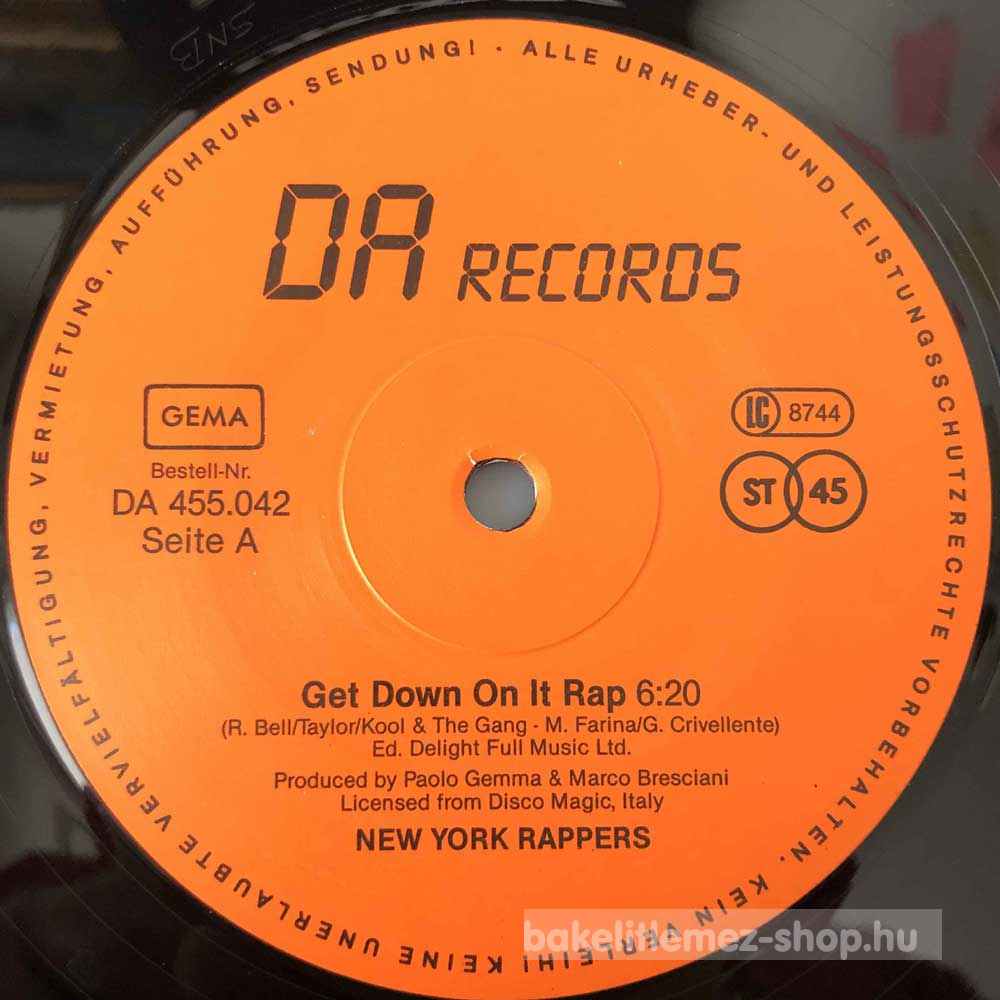 ALLE URHEBER- UND LEISTUNGSSCHUTZRECHTE VORBEHALTEN. KEIN VERLEIH! KEINE UNERLAUBTE VERVIELFÄLTIGUNG, VERMIETUNG, AUFFÜHRUNG, SENDUNG! ·
DA RECORDS
GEMA
Bestell-Nr.
DA 455.042
Seite A
LC 8744
ST 45
Get Down On It Rap 6:20
(R. Bell/Taylor/Kool & The Gang - M. Farina/G. Crivellente)
Ed. Delight Full Music Ltd.
Produced by Paolo Gemma & Marco Bresciani
Licensed from Disco Magic, Italy
NEW YORK RAPPERS
bakelitlemez-shop.hu